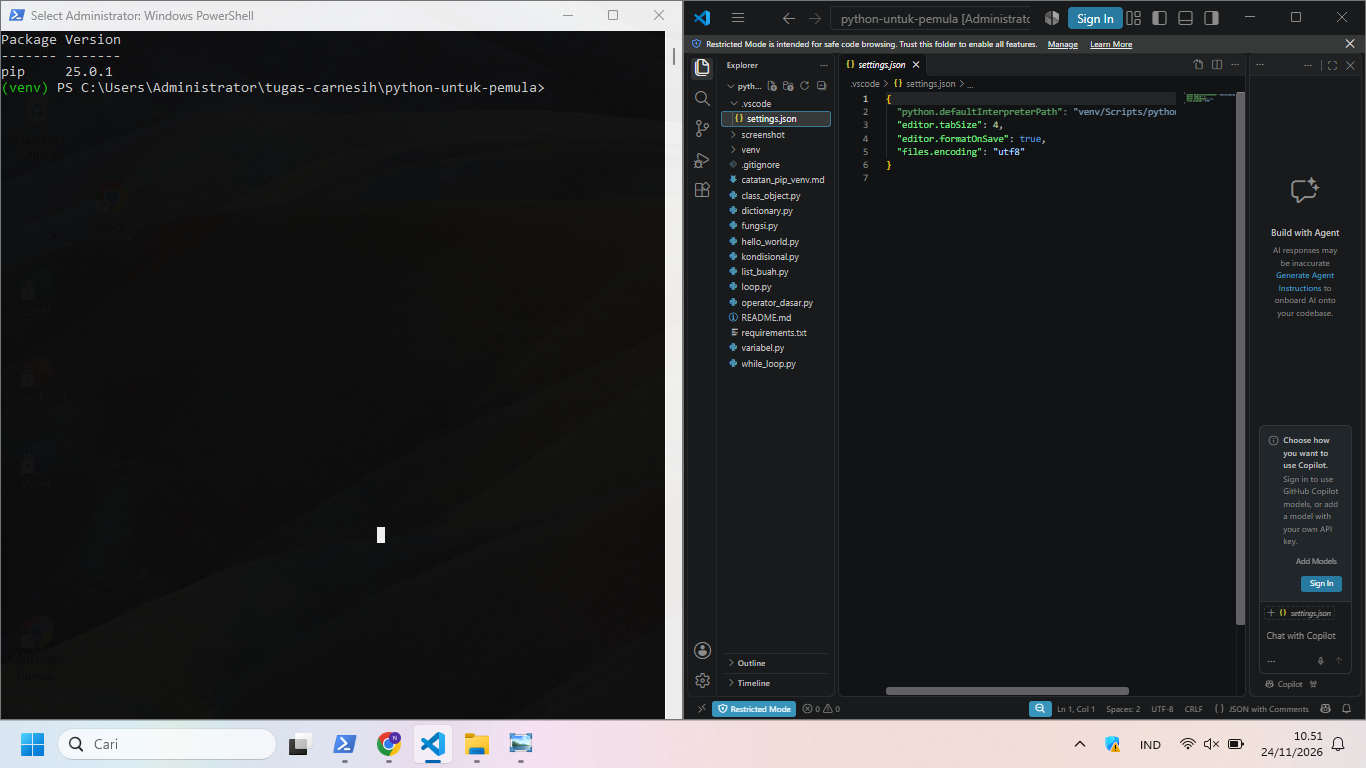 Select Administrator: Windows PowerShell
Package Version
------- -------
pip     25.0.1
(venv) PS C:\Users\Administrator\tugas-carnesih\python-untuk-pemula>
Excel
PowerPoint
Word
python-untuk-pemula [Administrato
Sign In
Restricted Mode is intended for safe code browsing. Trust this folder to enable all features. Manage Learn More
Explorer
pyth...
.vscode
settings.json
screenshot
venv
.gitignore
catatan_pip_venv.md
class_object.py
dictionary.py
fungsi.py
hello_world.py
kondisional.py
list_buah.py
loop.py
operator_dasar.py
README.md
requirements.txt
variabel.py
while_loop.py
Outline
Timeline
settings.json
.vscode > settings.json > ...
1 {
2 "python.defaultInterpreterPath": "venv/Scripts/python
3 "editor.tabSize": 4,
4 "editor.formatOnSave": true,
5 "files.encoding": "utf8"
6 }
7
Build with Agent
AI responses may
be inaccurate
Generate Agent
Instructions to
onboard AI onto
your codebase.
Choose how
you want to
use Copilot.
Sign in to use
GitHub Copilot
models, or add
a model with
your own API
key.
Add Models
Sign In
settings.json
Chat with Copilot
Copilot
Restricted Mode 0 0 Ln 1, Col 1 Spaces: 2 UTF-8 CRLF {} JSON with Comments
Cari
IND
10.51
24/11/2026